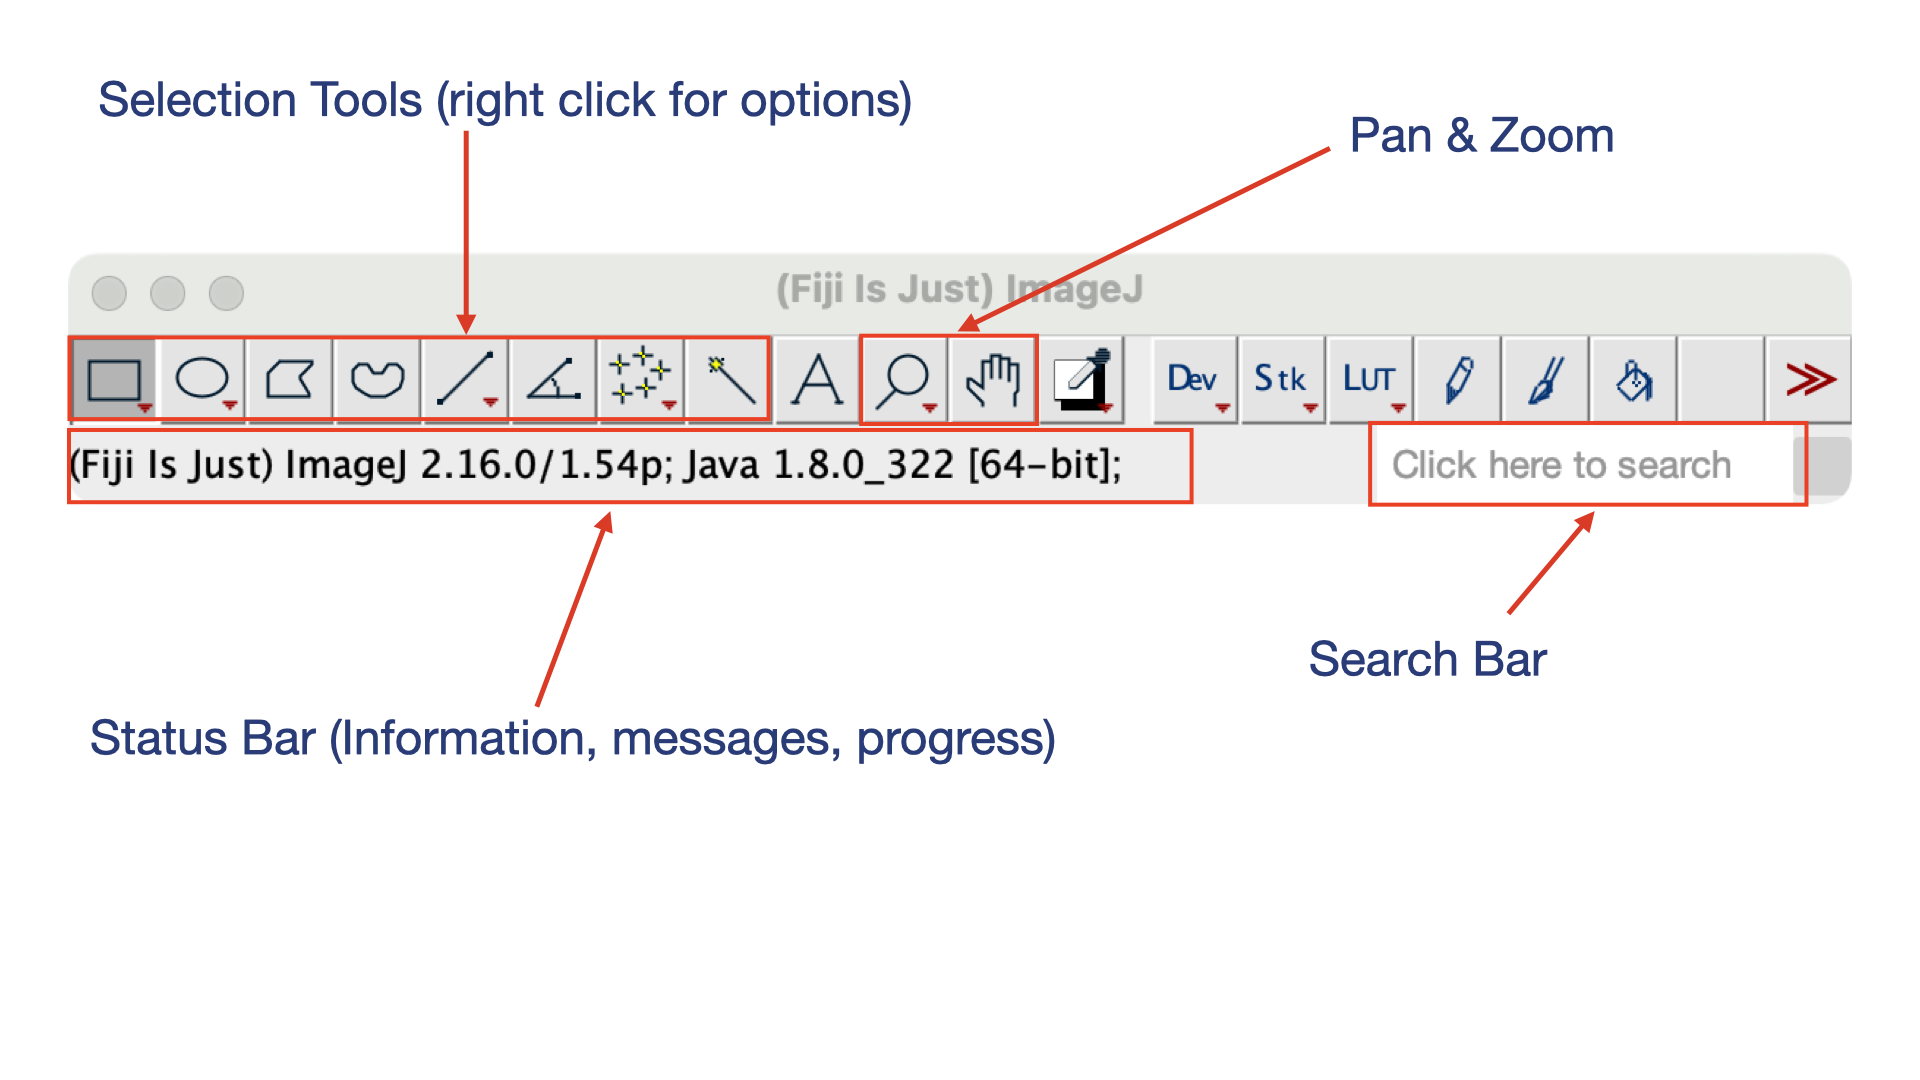 Selection Tools (right click for options)
Pan & Zoom
(Fiji Is Just) ImageJ
A
Dev
Stk
LUT
(Fiji Is Just) ImageJ 2.16.0/1.54p; Java 1.8.0_322 [64-bit];
Click here to search
Search Bar
Status Bar (Information, messages, progress)